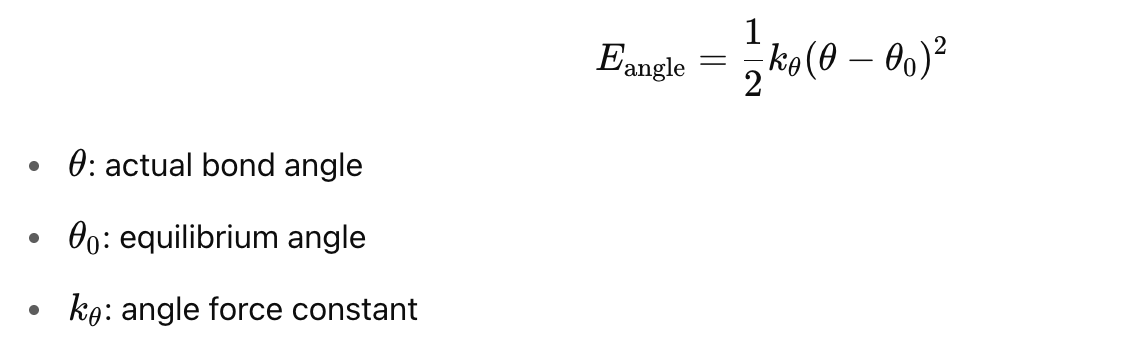 E_angle = 1/2 k_θ(θ − θ_0)^2
• θ: actual bond angle
• θ_0: equilibrium angle
• k_θ: angle force constant